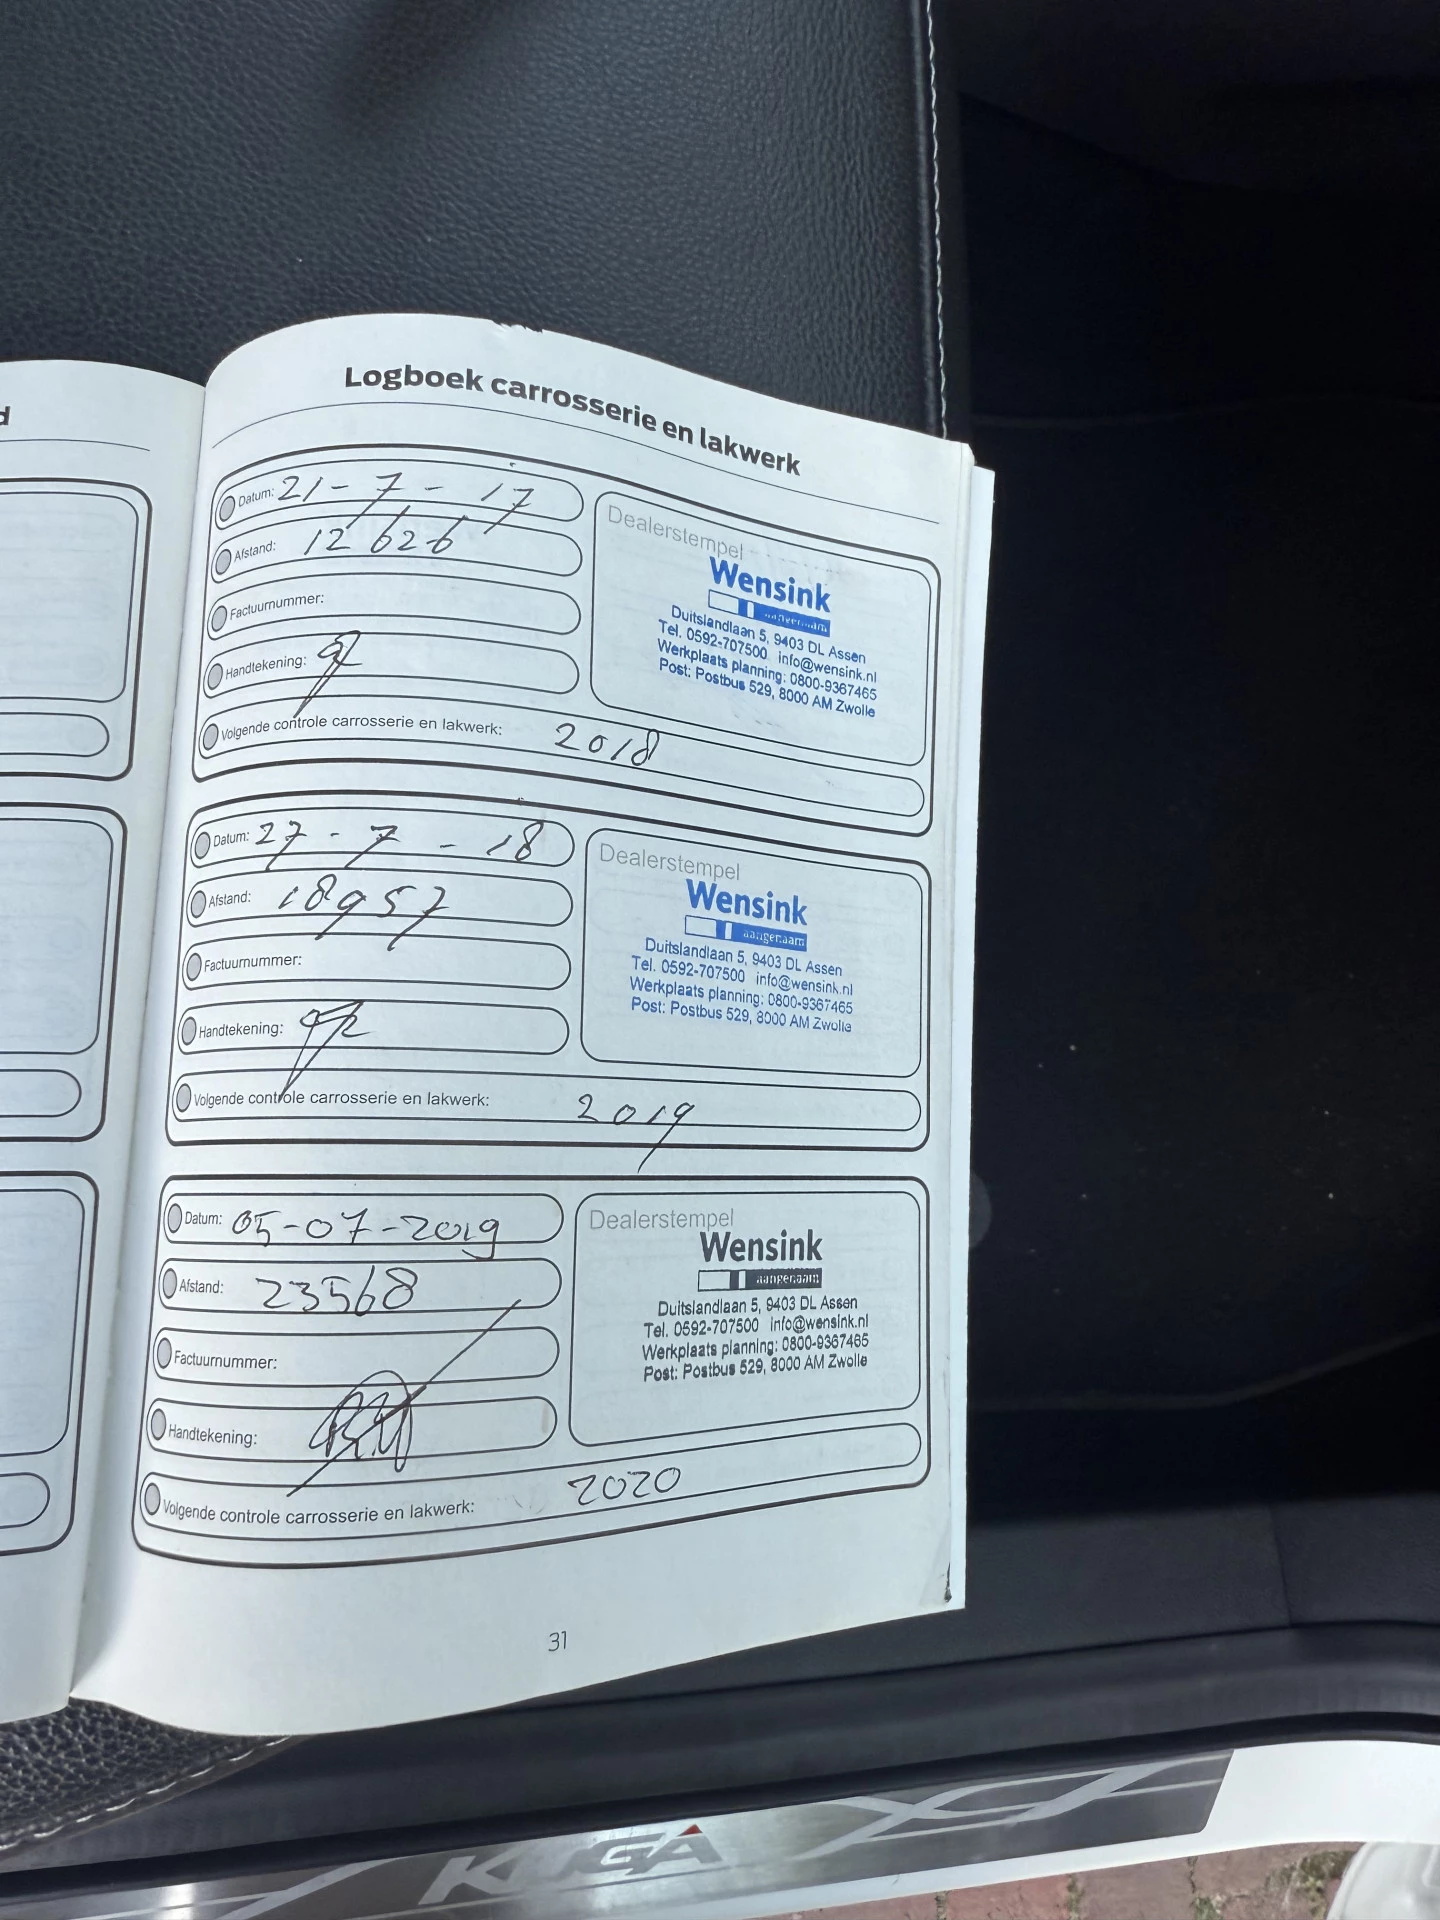 d
Logboek carrosserie en lakwerk
Datum: 21-7-17
Afstand: 12626
Factuurnummer:
Handtekening:
Volgende controle carrosserie en lakwerk: 2018
Dealerstempel
Wensink
aangenaam
Duitslandlaan 5, 9403 DL Assen
Tel. 0592-707500 info@wensink.nl
Werkplaats planning: 0800-9367465
Post: Postbus 529, 8000 AM Zwolle
Datum: 27-7-18
Afstand: 18957
Factuurnummer:
Handtekening:
Volgende controle carrosserie en lakwerk: 2019
Dealerstempel
Wensink
aangenaam
Duitslandlaan 5, 9403 DL Assen
Tel. 0592-707500 info@wensink.nl
Werkplaats planning: 0800-9367465
Post: Postbus 529, 8000 AM Zwolle
Datum: 05-07-2019
Afstand: 23568
Factuurnummer:
Handtekening:
Volgende controle carrosserie en lakwerk: 2020
Dealerstempel
Wensink
aangenaam
Duitslandlaan 5, 9403 DL Assen
Tel. 0592-707500 info@wensink.nl
Werkplaats planning: 0800-9367465
Post: Postbus 529, 8000 AM Zwolle
31
KUGA